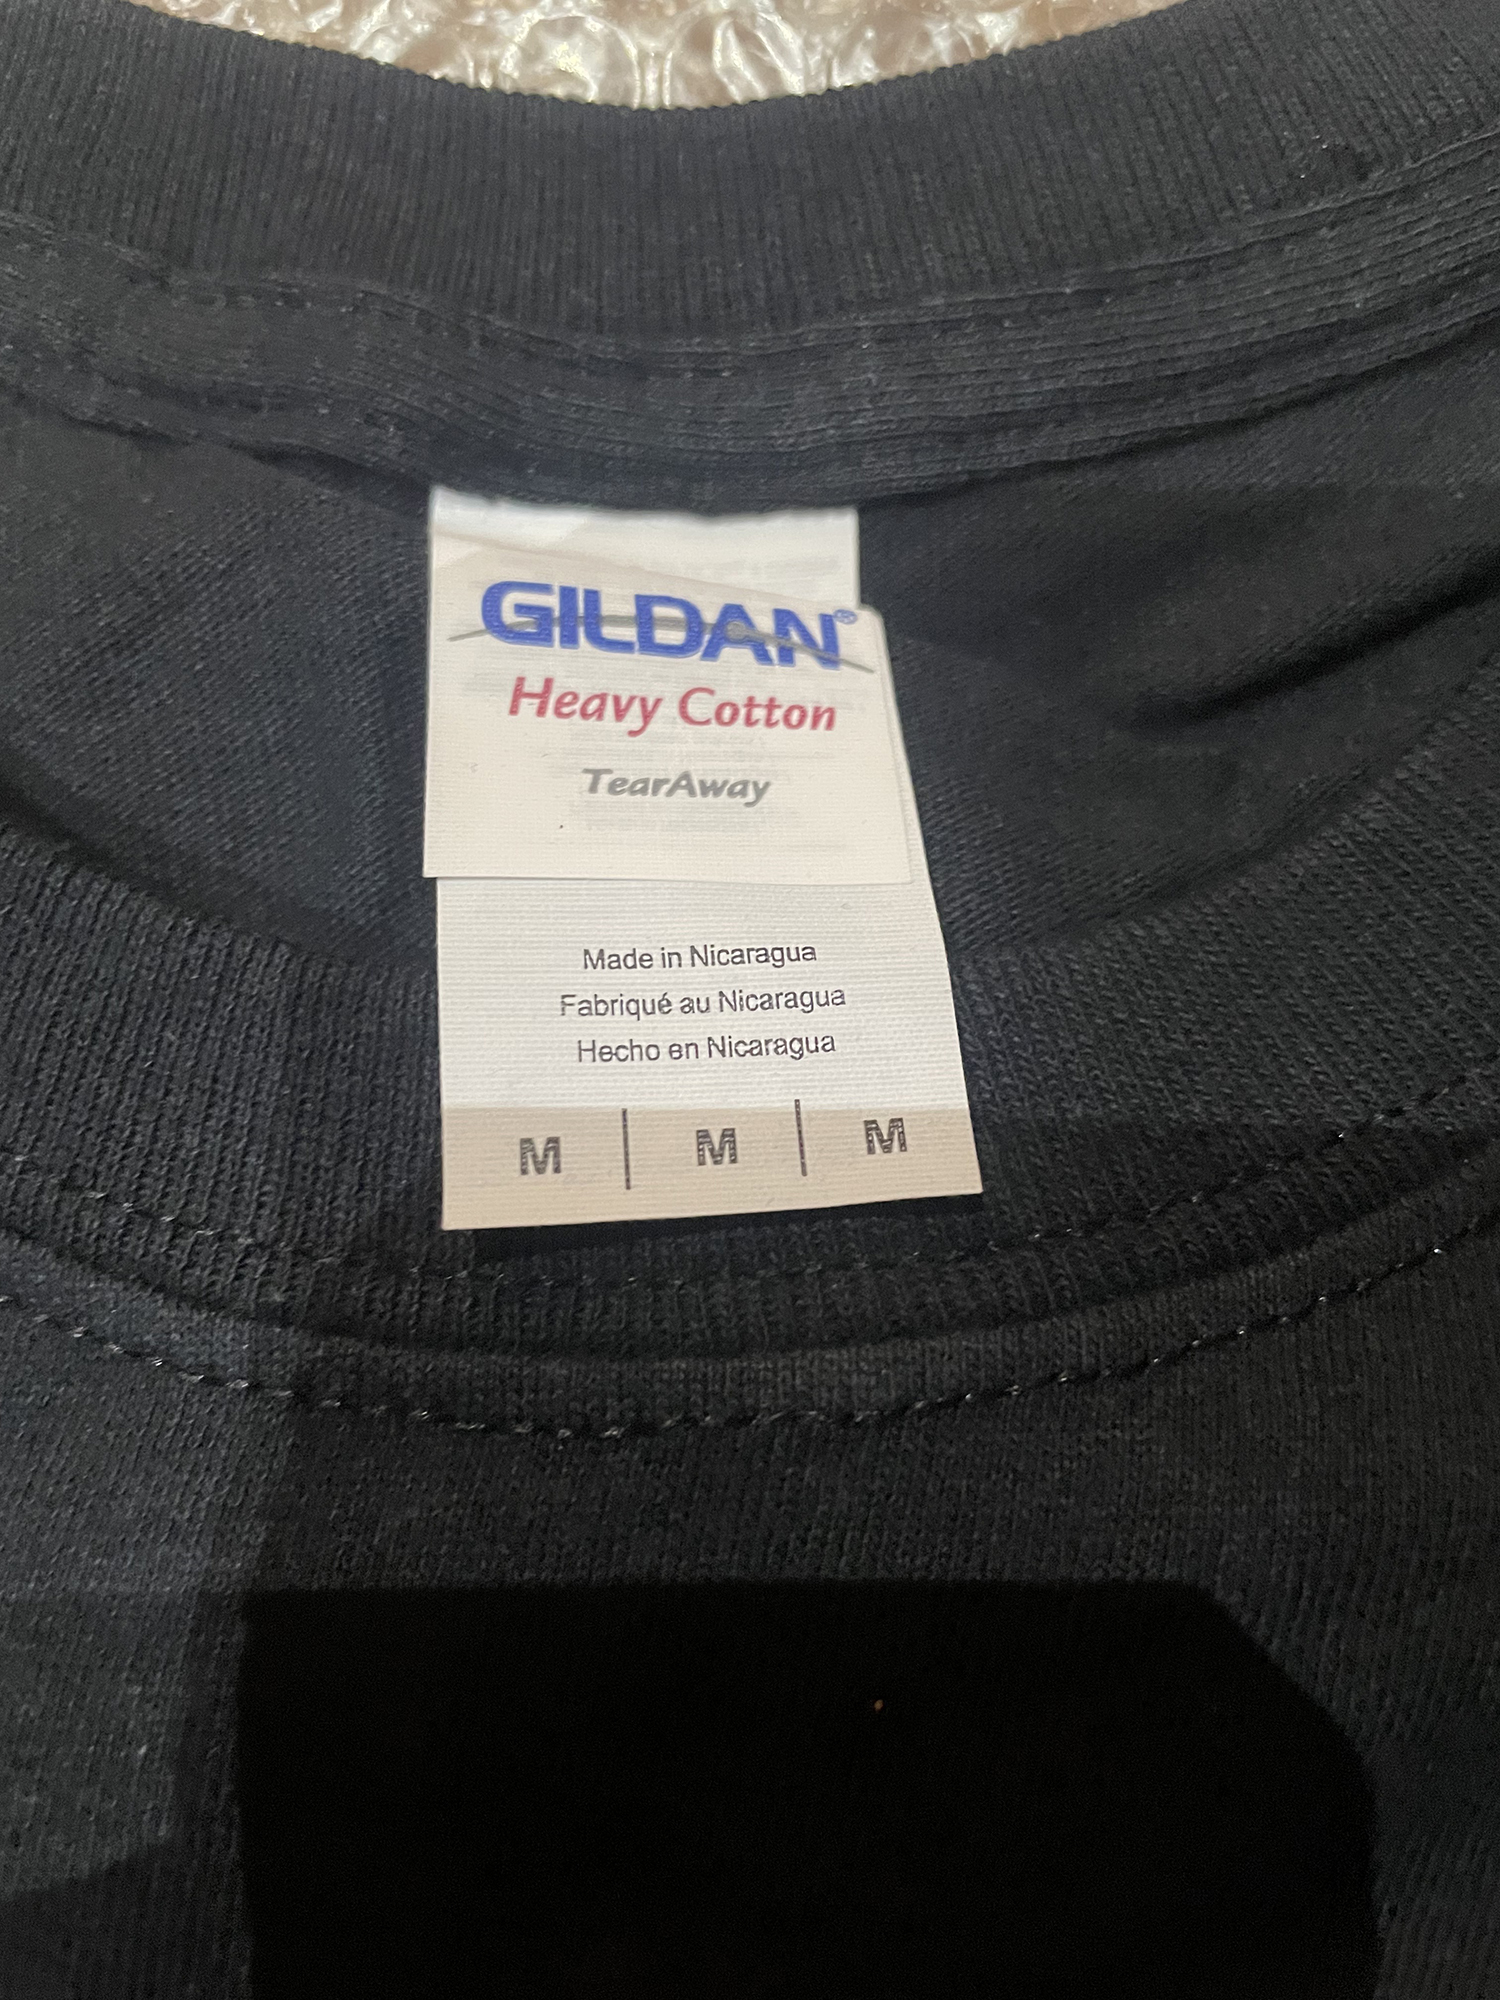 GILDAN®
Heavy Cotton
TearAway
Made in Nicaragua
Fabriqué au Nicaragua
Hecho en Nicaragua
M | M | M